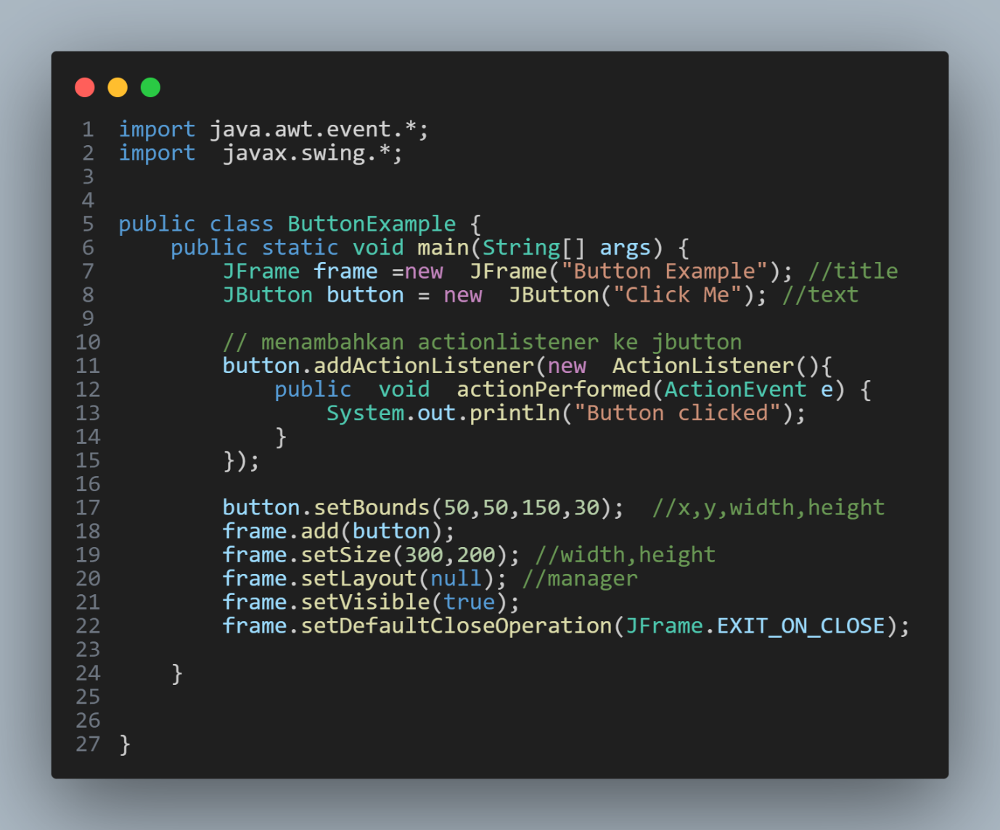 1 import java.awt.event.*;
2 import  javax.swing.*;
3
4
5 public class ButtonExample {
6     public static void main(String[] args) {
7         JFrame frame =new  JFrame("Button Example"); //title
8         JButton button = new  JButton("Click Me"); //text
9
10         // menambahkan actionlistener ke jbutton
11         button.addActionListener(new  ActionListener(){
12             public  void  actionPerformed(ActionEvent e) {
13                 System.out.println("Button clicked");
14             }
15         });
16
17         button.setBounds(50,50,150,30);  //x,y,width,height
18         frame.add(button);
19         frame.setSize(300,200); //width,height
20         frame.setLayout(null); //manager
21         frame.setVisible(true);
22         frame.setDefaultCloseOperation(JFrame.EXIT_ON_CLOSE);
23
24     }
25
26
27 }